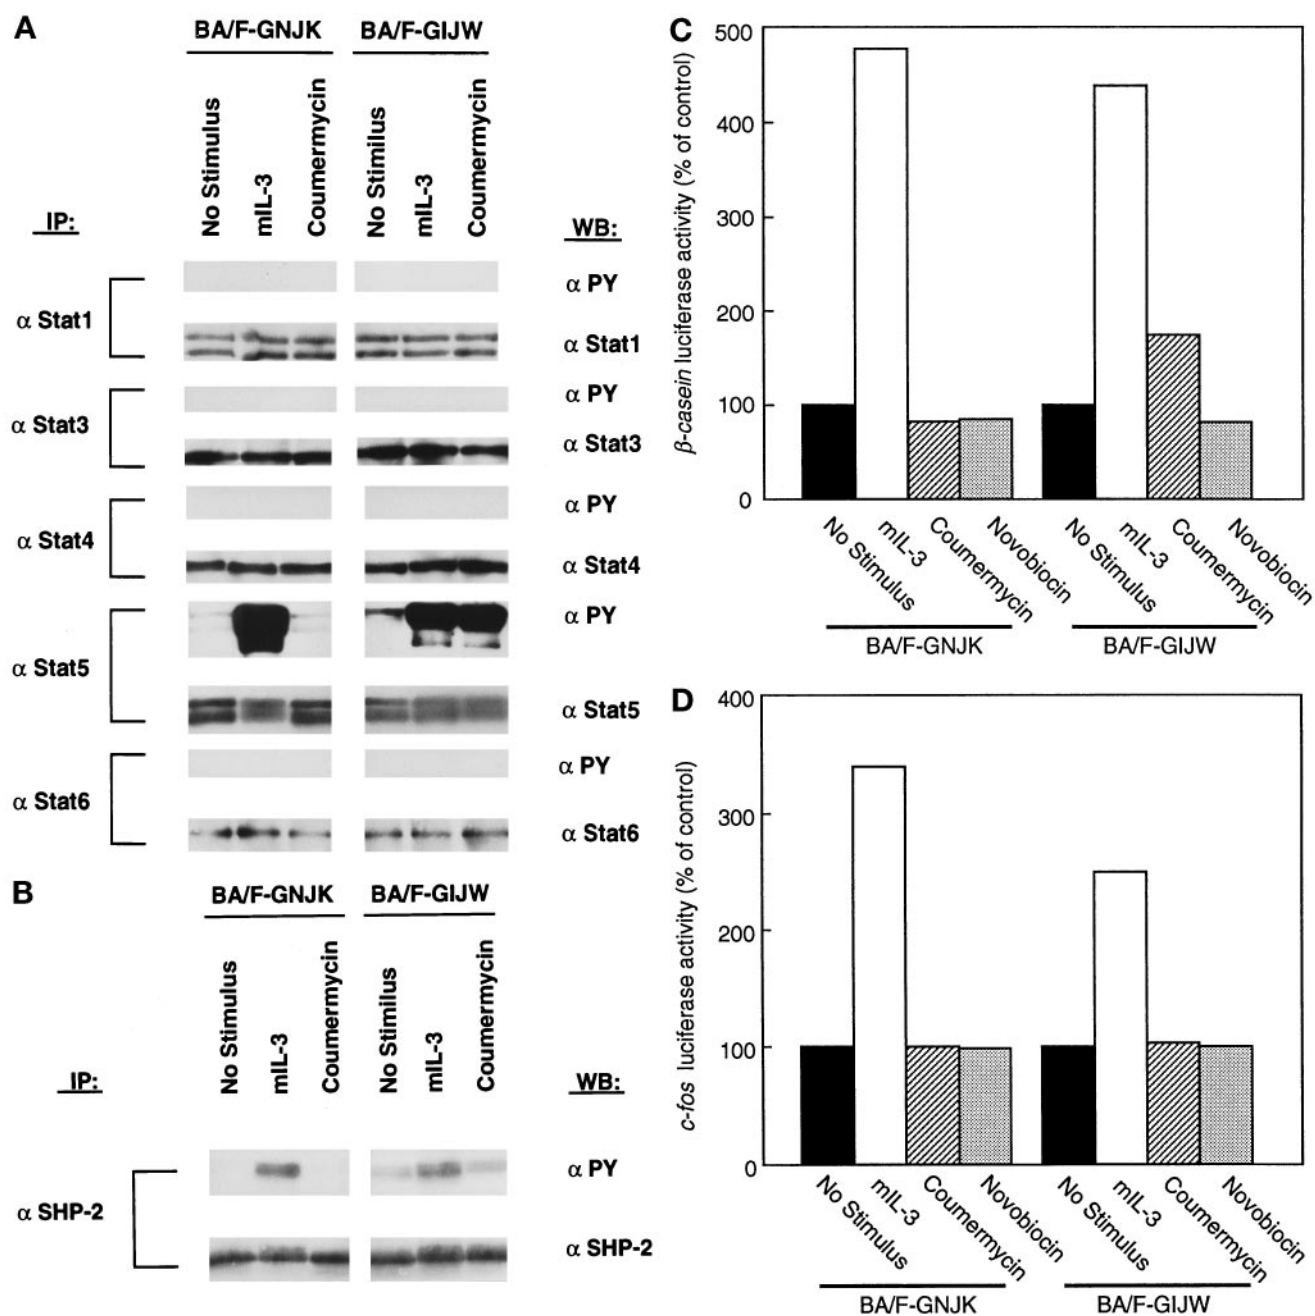 A
BA/F-GNJK
BA/F-GIJW
No Stimulus
mIL-3
Coumermycin
No Stimilus
mIL-3
Coumermycin
IP:
WB:
α Stat1
α PY
α Stat1
α Stat3
α PY
α Stat3
α Stat4
α PY
α Stat4
α Stat5
α PY
α Stat5
α Stat6
α PY
α Stat6
B
BA/F-GNJK
BA/F-GIJW
No Stimulus
mIL-3
Coumermycin
No Stimilus
mIL-3
Coumermycin
IP:
WB:
α SHP-2
α PY
α SHP-2
C
β-casein luciferase activity (% of control)
500
400
300
200
100
0
No Stimulus
mIL-3
Coumermycin
Novobiocin
No Stimulus
mIL-3
Coumermycin
Novobiocin
BA/F-GNJK
BA/F-GIJW
D
c-fos luciferase activity (% of control)
400
300
200
100
0
No Stimulus
mIL-3
Coumermycin
Novobiocin
No Stimulus
mIL-3
Coumermycin
Novobiocin
BA/F-GNJK
BA/F-GIJW